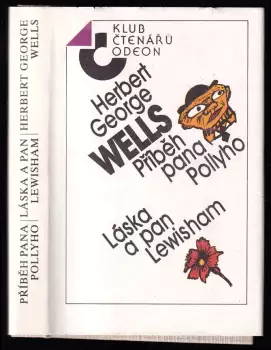 PŘÍBĚH PANA | LÁSKA A PAN | HERBERT GEORGE
POLLYHO | LEWISHAM | WELLS
KLUB
ČTENÁŘŮ
ODEON
Herbert
George
WELLS
Příběh
pana
Pollyho
Láska
a pan
Lewisham